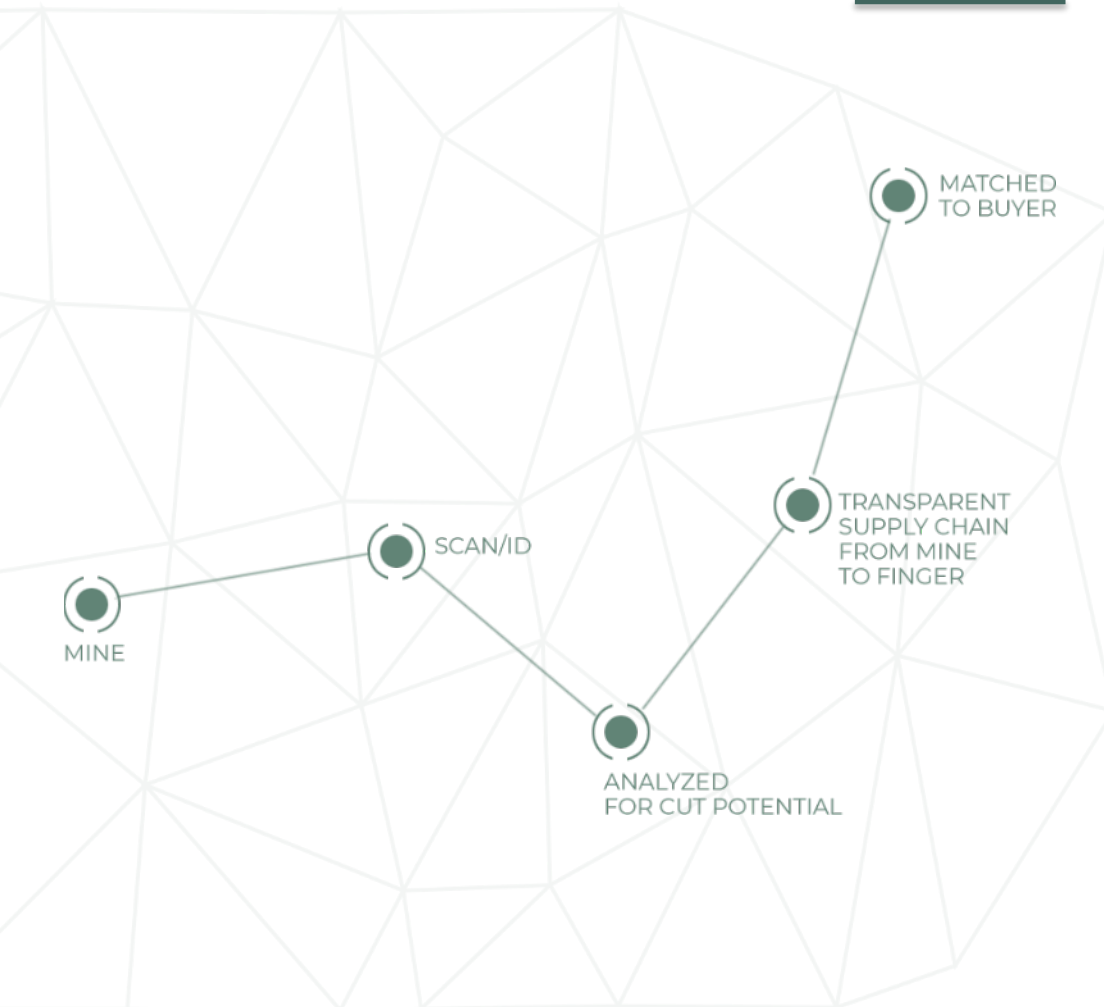 MATCHED
TO BUYER
TRANSPARENT
SUPPLY CHAIN
FROM MINE
TO FINGER
SCAN/ID
MINE
ANALYZED
FOR CUT POTENTIAL